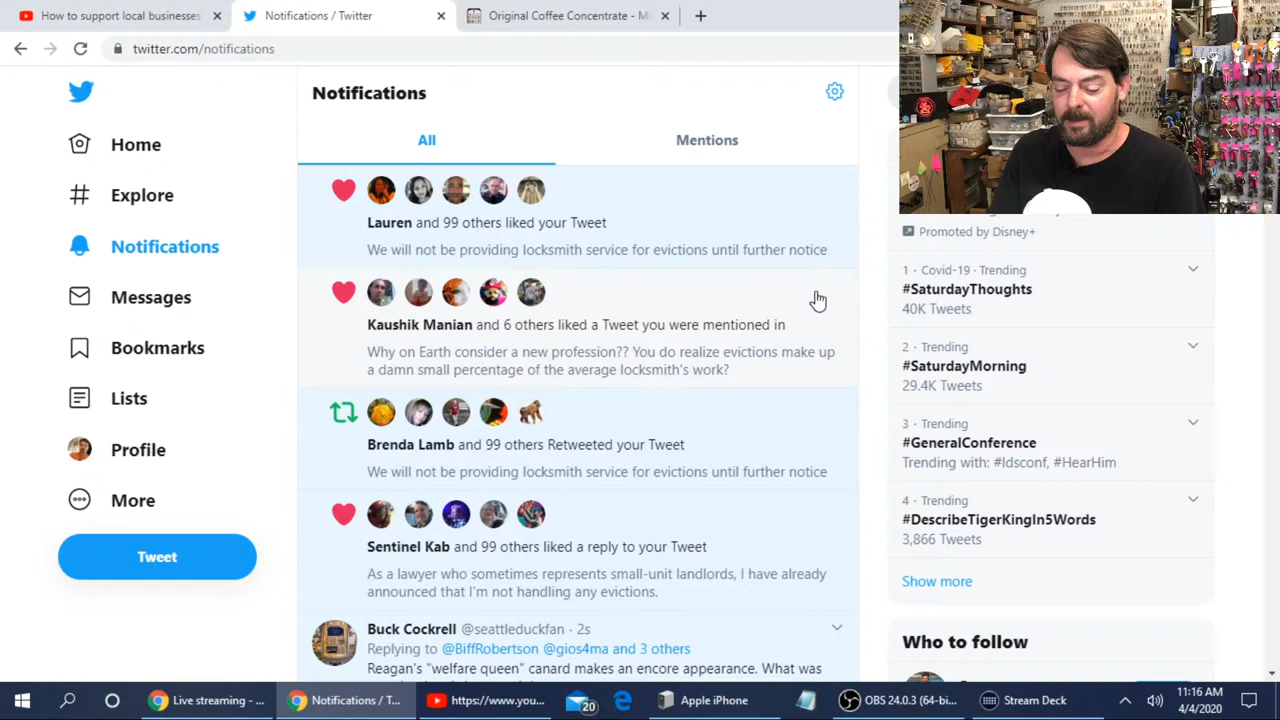 How to support local businesses
Notifications / Twitter
Original Coffee Concentrate - Mi
twitter.com/notifications
Notifications
All
Mentions
Home
Explore
Notifications
Messages
Bookmarks
Lists
Profile
More
Tweet
Lauren and 99 others liked your Tweet
We will not be providing locksmith service for evictions until further notice
Kaushik Manian and 6 others liked a Tweet you were mentioned in
Why on Earth consider a new profession?? You do realize evictions make up
a damn small percentage of the average locksmith's work?
Brenda Lamb and 99 others Retweeted your Tweet
We will not be providing locksmith service for evictions until further notice
Sentinel Kab and 99 others liked a reply to your Tweet
As a lawyer who sometimes represents small-unit landlords, I have already
announced that I'm not handling any evictions.
Buck Cockrell @seattleduckfan · 2s
Replying to @BiffRobertson @gios4ma and 3 others
Reagan's "welfare queen" canard makes an encore appearance. What was
Promoted by Disney+
1 · Covid-19 · Trending
#SaturdayThoughts
40K Tweets
2 · Trending
#SaturdayMorning
29.4K Tweets
3 · Trending
#GeneralConference
Trending with: #ldsconf, #HearHim
4 · Trending
#DescribeTigerKingIn5Words
3,866 Tweets
Show more
Who to follow
Live streaming - ...
Notifications / T...
https://www.you...
20
Apple iPhone
OBS 24.0.3 (64-bi...
Stream Deck
11:16 AM
4/4/2020